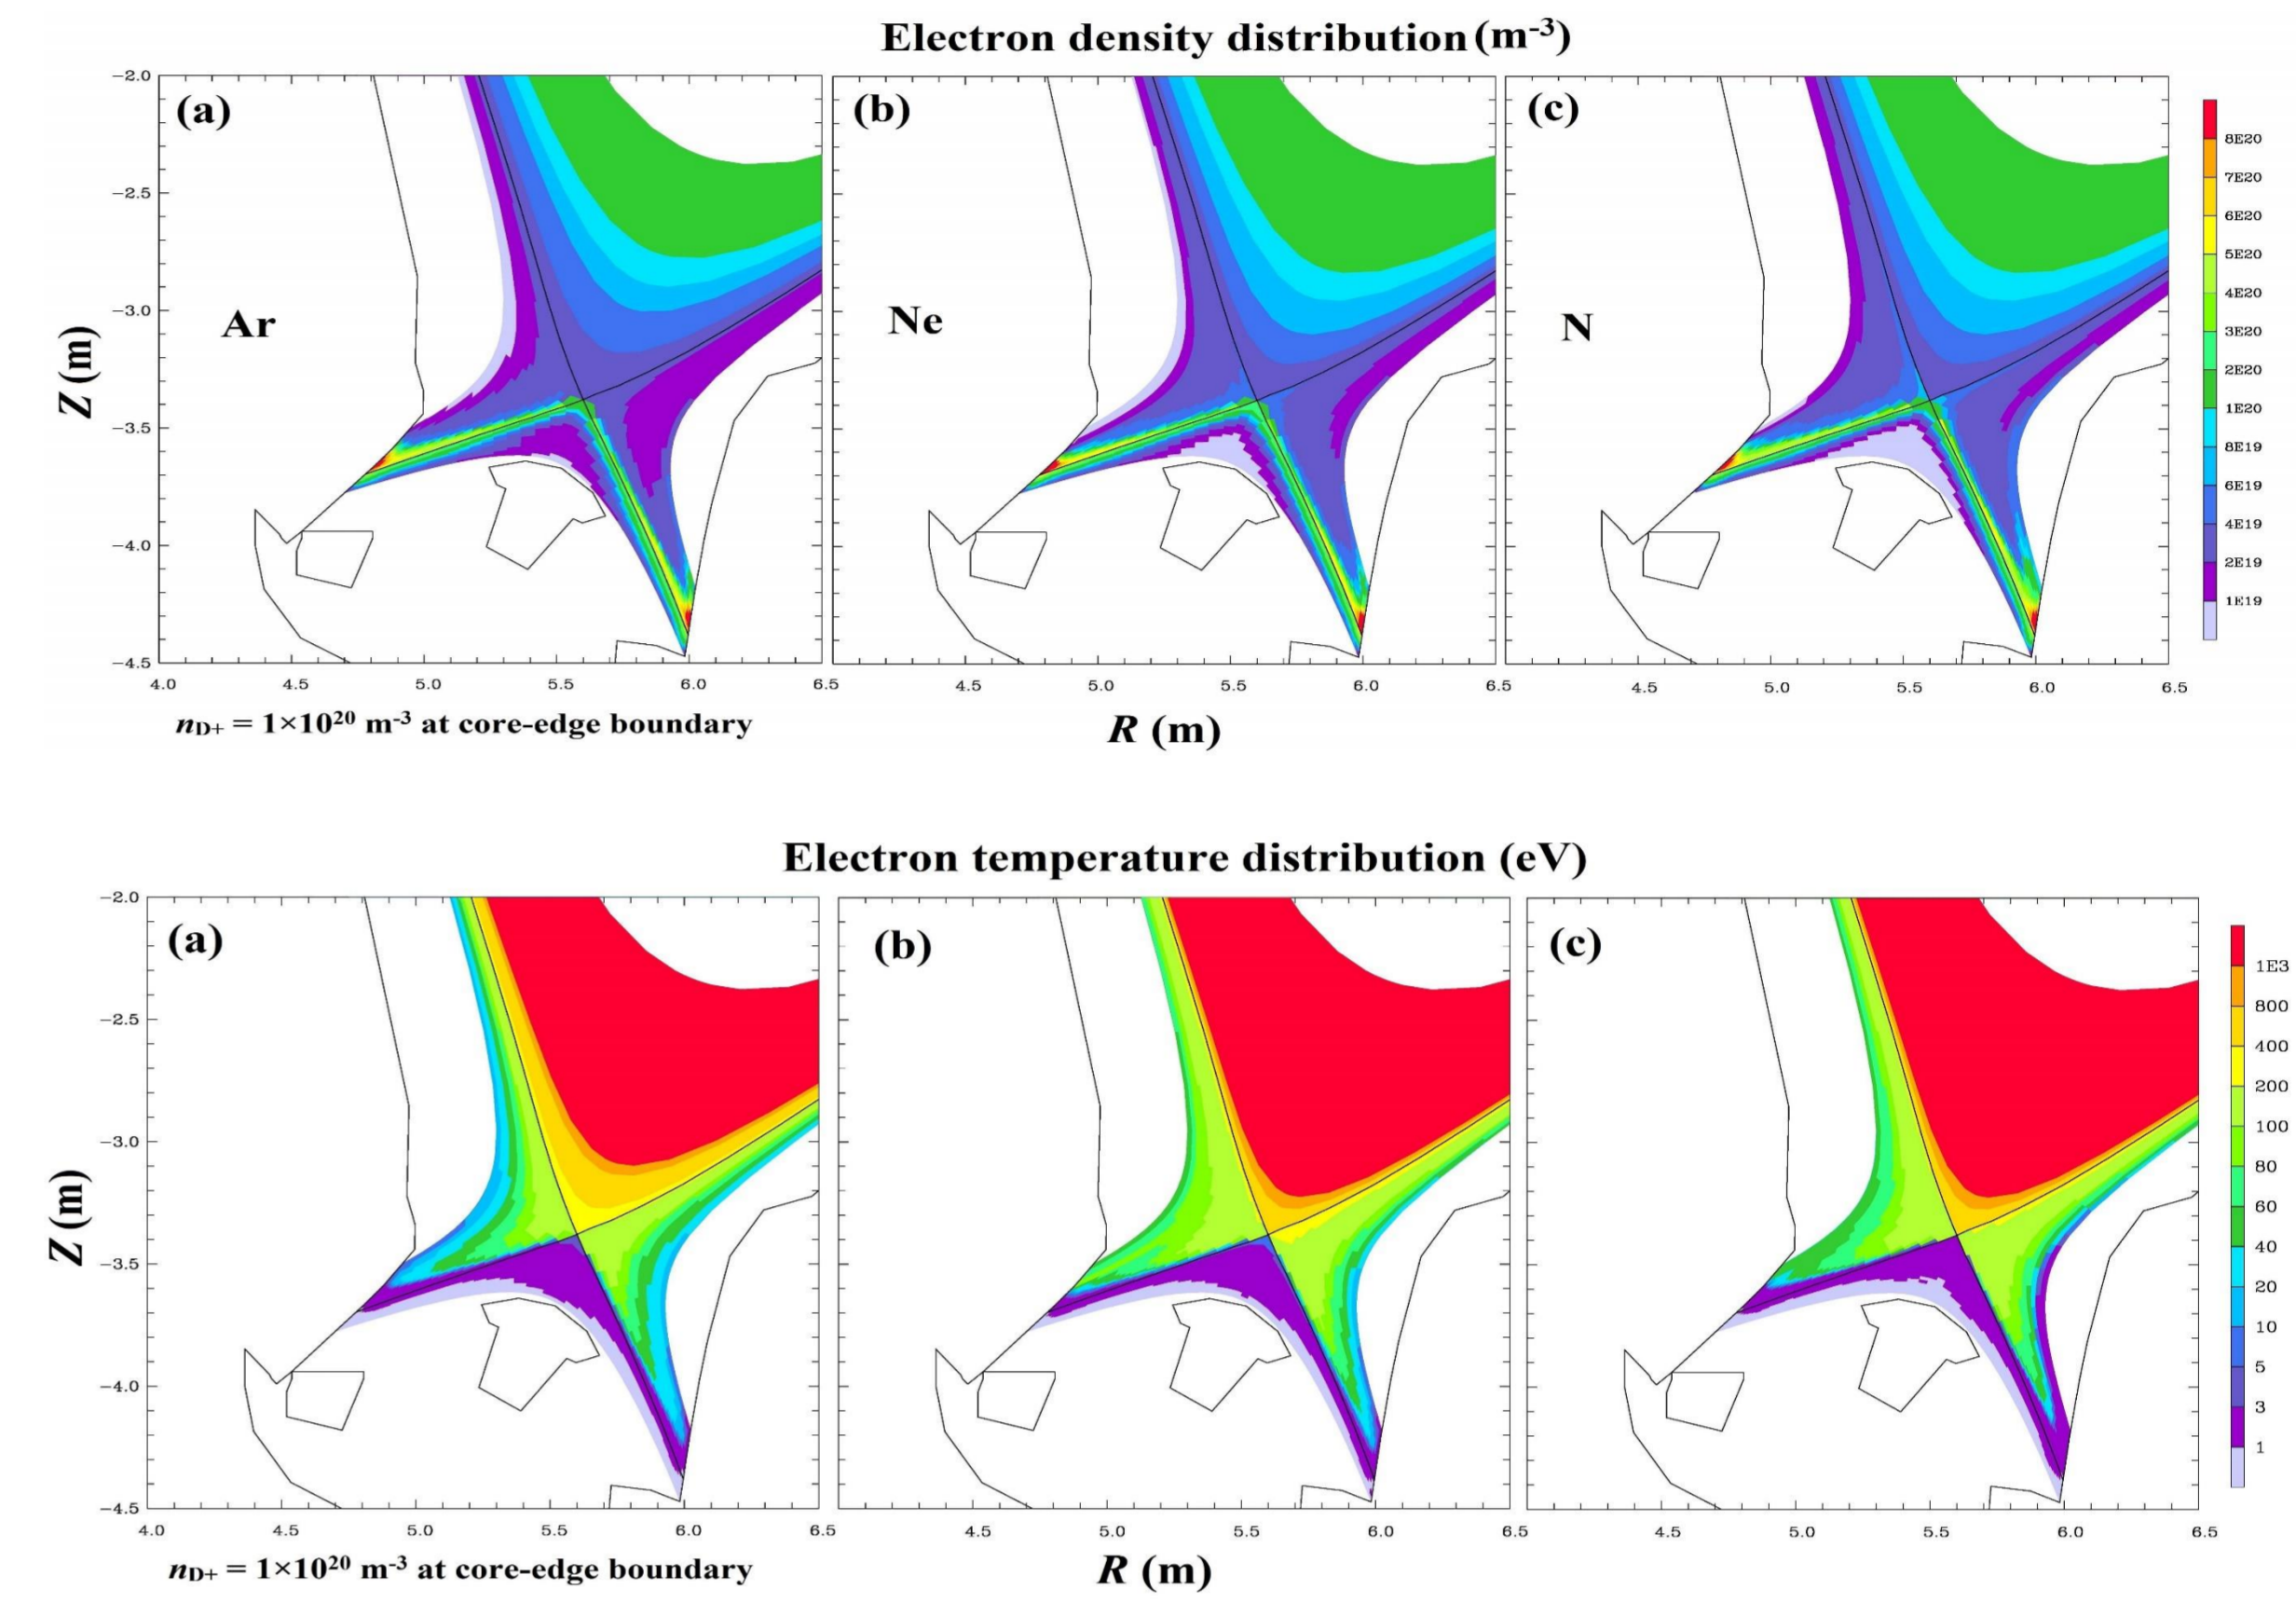 Electron density distribution (m-3)
(a) (b) (c)
Ar Ne N
Z (m)
−2.0
−2.5
−3.0
−3.5
−4.0
−4.5
4.0 4.5 5.0 5.5 6.0 6.5 4.5 5.0 5.5 6.0 6.5 4.5 5.0 5.5 6.0 6.5
8E20
7E20
6E20
5E20
4E20
3E20
2E20
1E20
8E19
6E19
4E19
2E19
1E19
nD+ = 1×10²⁰ m-3 at core-edge boundary
R (m)
Electron temperature distribution (eV)
(a) (b) (c)
Z (m)
−2.0
−2.5
−3.0
−3.5
−4.0
−4.5
4.0 4.5 5.0 5.5 6.0 6.5 4.5 5.0 5.5 6.0 6.5 4.5 5.0 5.5 6.0 6.5
1E3
800
400
200
100
80
60
40
20
10
5
3
1
nD+ = 1×10²⁰ m-3 at core-edge boundary
R (m)